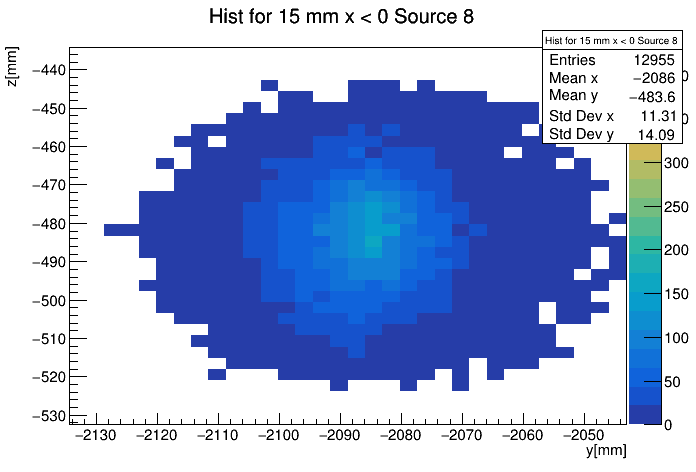 Hist for 15 mm x < 0 Source 8
z[mm]
Hist for 15 mm x < 0 Source 8
Entries 12955
Mean x −2086
Mean y −483.6
Std Dev x 11.31
Std Dev y 14.09
−440
−450
−460
−470
−480
−490
−500
−510
−520
−530
300
250
200
150
100
50
0
−2130 −2120 −2110 −2100 −2090 −2080 −2070 −2060 −2050
y[mm]